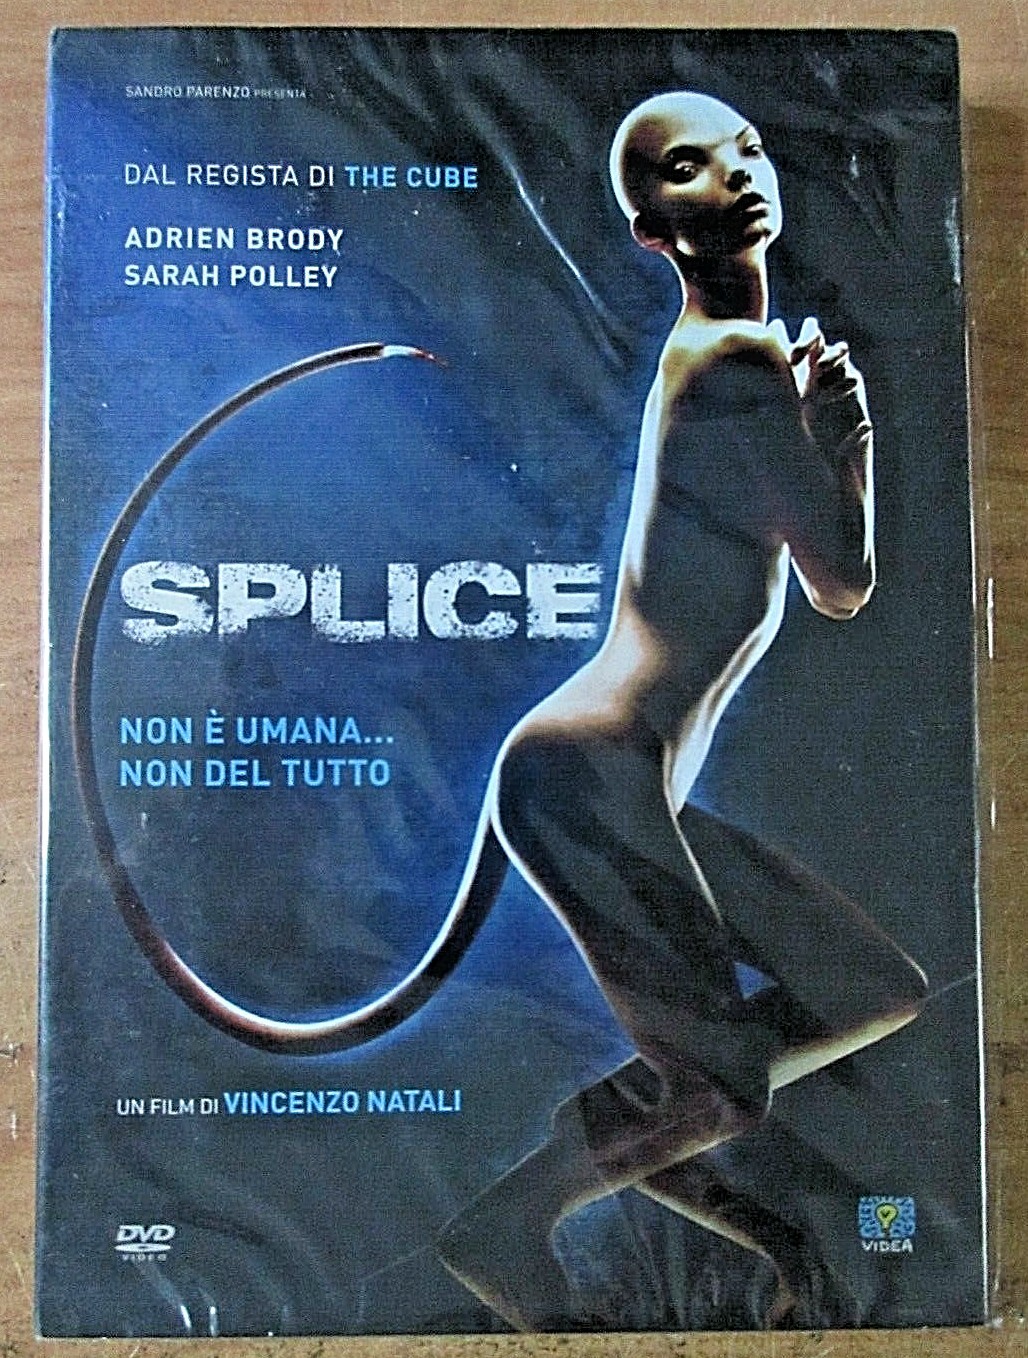 SANDRO PARENZO PRESENTA
DAL REGISTA DI THE CUBE
ADRIEN BRODY
SARAH POLLEY
SPLICE
NON È UMANA...
NON DEL TUTTO
UN FILM DI VINCENZO NATALI
DVD
VIDEO
VIDEA